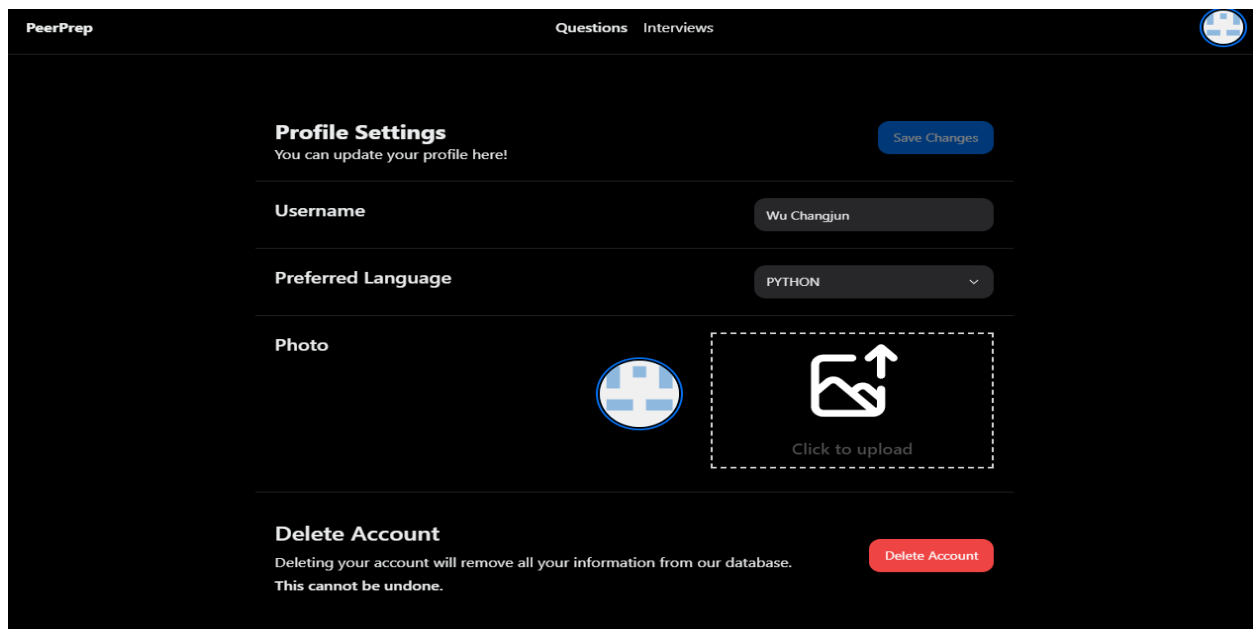 PeerPrep
Questions Interviews
Profile Settings
Save Changes
You can update your profile here!
Username
Wu Changjun
Preferred Language
PYTHON
Photo
Click to upload
Delete Account
Deleting your account will remove all your information from our database.
Delete Account
This cannot be undone.